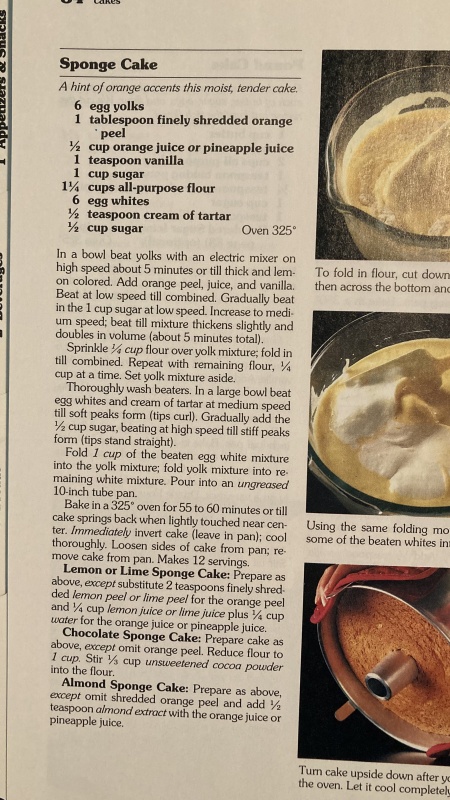 Cakes
1 Appetizers & Snacks
Beverages
Sponge Cake
A hint of orange accents this moist, tender cake.
6 egg yolks
1 tablespoon finely shredded orange
peel
½ cup orange juice or pineapple juice
1 teaspoon vanilla
1 cup sugar
1¼ cups all-purpose flour
6 egg whites
½ teaspoon cream of tartar
½ cup sugar Oven 325°
In a bowl beat yolks with an electric mixer on
high speed about 5 minutes or till thick and lem-
on colored. Add orange peel, juice, and vanilla.
Beat at low speed till combined. Gradually beat
in the 1 cup sugar at low speed. Increase to medi-
um speed; beat till mixture thickens slightly and
doubles in volume (about 5 minutes total).
Sprinkle ¼ cup flour over yolk mixture; fold in
till combined. Repeat with remaining flour, ¼
cup at a time. Set yolk mixture aside.
Thoroughly wash beaters. In a large bowl beat
egg whites and cream of tartar at medium speed
till soft peaks form (tips curl). Gradually add the
½ cup sugar, beating at high speed till stiff peaks
form (tips stand straight).
Fold 1 cup of the beaten egg white mixture
into the yolk mixture; fold yolk mixture into re-
maining white mixture. Pour into an ungreased
10-inch tube pan.
Bake in a 325° oven for 55 to 60 minutes or till
cake springs back when lightly touched near cen-
ter. Immediately invert cake (leave in pan); cool
thoroughly. Loosen sides of cake from pan; re-
move cake from pan. Makes 12 servings.
Lemon or Lime Sponge Cake: Prepare as
above, except substitute 2 teaspoons finely shred-
ded lemon peel or lime peel for the orange peel
and ¼ cup lemon juice or lime juice plus ¼ cup
water for the orange juice or pineapple juice.
Chocolate Sponge Cake: Prepare cake as
above, except omit orange peel. Reduce flour to
1 cup. Stir ⅓ cup unsweetened cocoa powder
into the flour.
Almond Sponge Cake: Prepare as above,
except omit shredded orange peel and add ½
teaspoon almond extract with the orange juice or
pineapple juice.
To fold in flour, cut down
then across the bottom an
Using the same folding mo
some of the beaten whites in
Turn cake upside down after yo
the oven. Let it cool completely